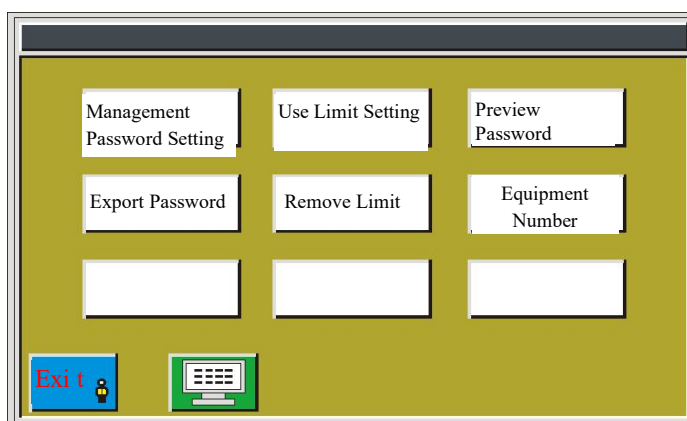 Management
Password Setting
Use Limit Setting
Preview
Password
Export Password
Remove Limit
Equipment
Number
Exi t